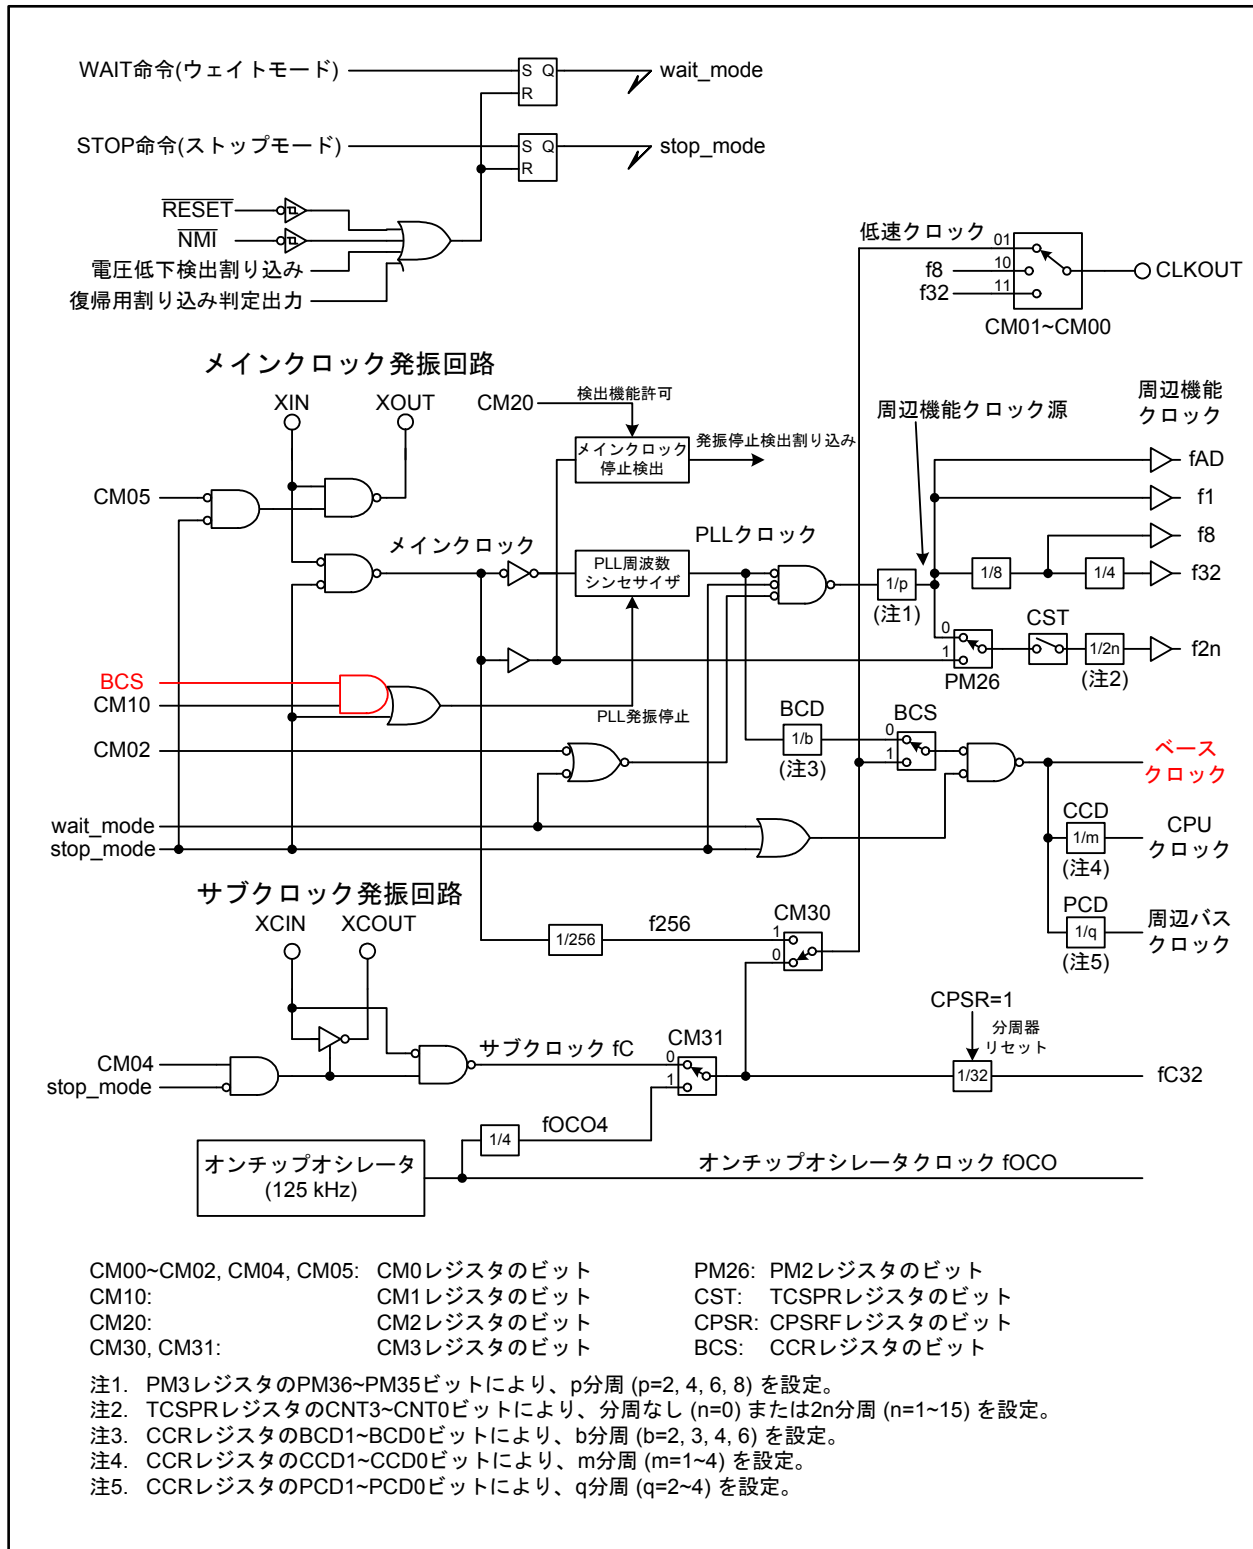 WAIT命令(ウェイトモード)
S Q
R
wait_mode
STOP命令(ストップモード)
S Q
R
stop_mode
RESET
NMI
電圧低下検出割り込み
復帰用割り込み判定出力
低速クロック
01
f8
10
f32
11
CLKOUT
CM01~CM00
メインクロック発振回路
XIN
XOUT
CM20
検出機能許可
メインクロック
停止検出
発振停止検出割り込み
周辺機能クロック源
周辺機能
クロック
fAD
f1
f8
f32
f2n
CM05
メインクロック
PLL周波数
シンセサイザ
PLLクロック
1/p
(注1)
1/8
1/4
CST
0
1
PM26
1/2n
(注2)
BCS
CM10
PLL発振停止
CM02
BCD
1/b
(注3)
BCS
0
1
ベース
クロック
wait_mode
stop_mode
CCD
1/m
(注4)
CPU
クロック
PCD
1/q
(注5)
周辺バス
クロック
サブクロック発振回路
XCIN
XCOUT
1/256
f256
CM30
1
0
CPSR=1
分周器
リセット
CM04
stop_mode
サブクロック fC
CM31
0
1
1/32
fC32
1/4
fOCO4
オンチップオシレータ
(125 kHz)
オンチップオシレータクロック fOCO
CM00~CM02, CM04, CM05: CM0レジスタのビット
CM10: CM1レジスタのビット
CM20: CM2レジスタのビット
CM30, CM31: CM3レジスタのビット
PM26: PM2レジスタのビット
CST: TCSPRレジスタのビット
CPSR: CPSRFレジスタのビット
BCS: CCRレジスタのビット
注1. PM3レジスタのPM36~PM35ビットにより、p分周 (p=2, 4, 6, 8) を設定。
注2. TCSPRレジスタのCNT3~CNT0ビットにより、分周なし (n=0) または2n分周 (n=1~15) を設定。
注3. CCRレジスタのBCD1~BCD0ビットにより、b分周 (b=2, 3, 4, 6) を設定。
注4. CCRレジスタのCCD1~CCD0ビットにより、m分周 (m=1~4) を設定。
注5. CCRレジスタのPCD1~PCD0ビットにより、q分周 (q=2~4) を設定。